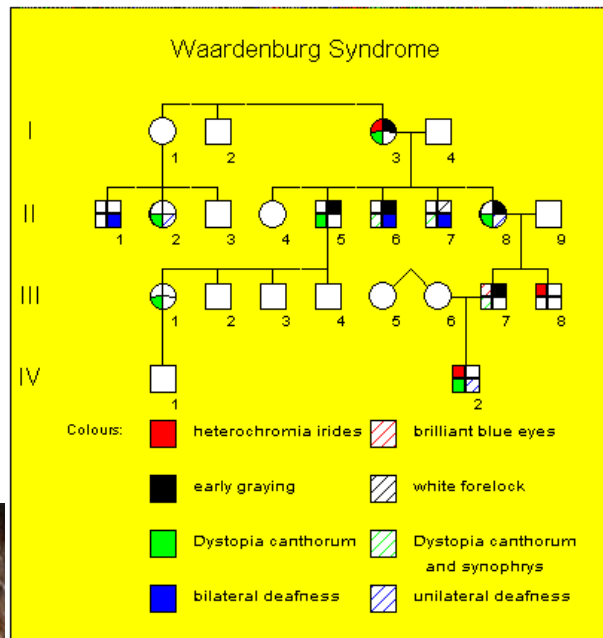 Waardenburg Syndrome
I
1 2 3 4
II
1 2 3 4 5 6 7 8 9
III
1 2 3 4 5 6 7 8
IV
1 2
Colours: heterochromia irides brilliant blue eyes
early graying white forelock
Dystopia canthorum Dystopia canthorum
and synophrys
bilateral deafness unilateral deafness